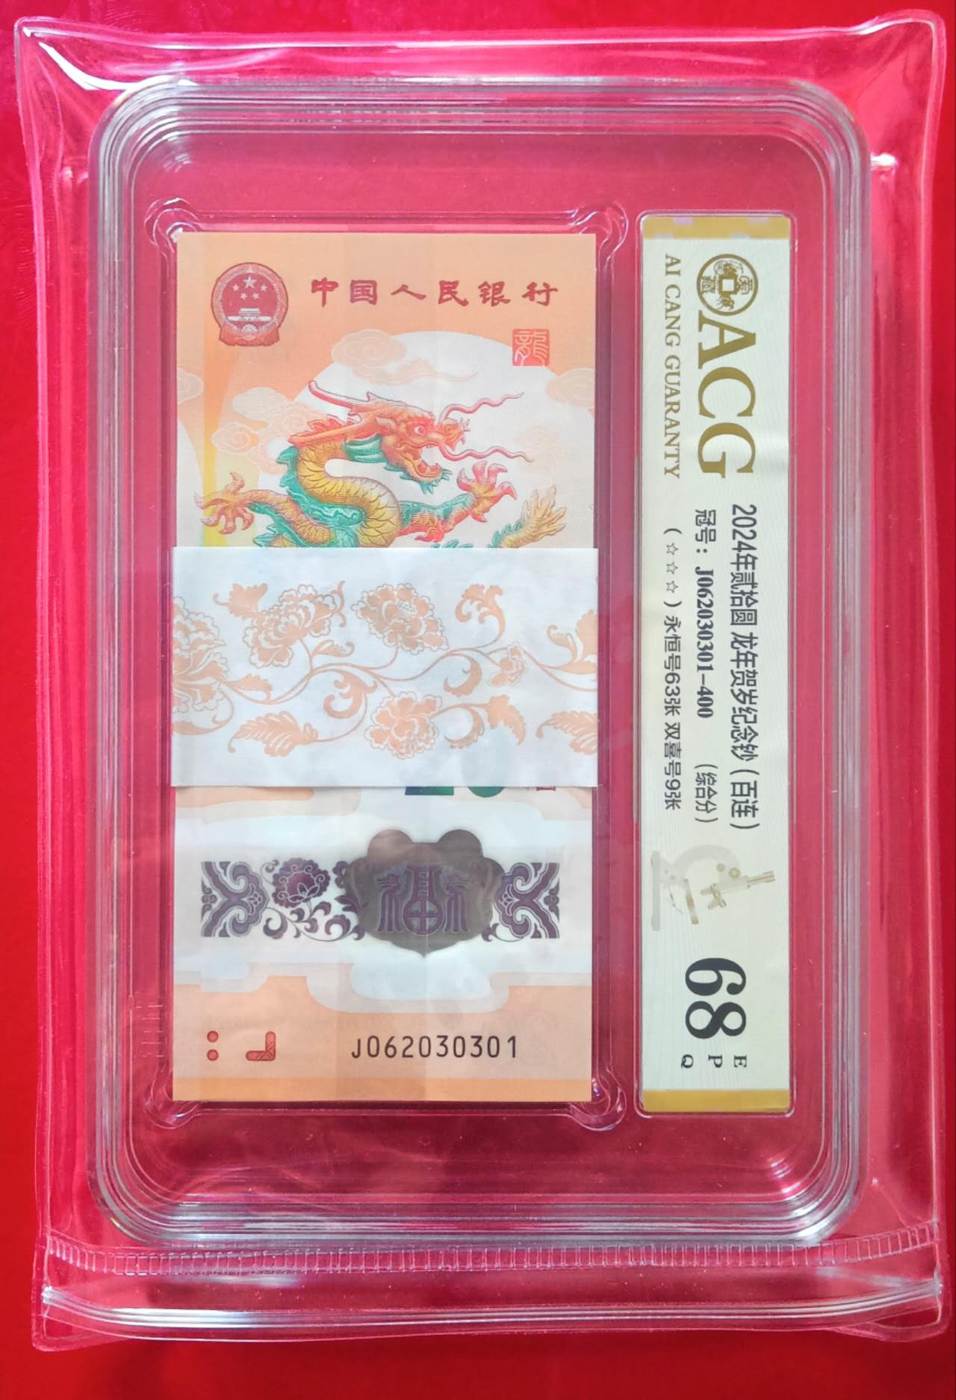 中国人民银行
龍
福
J062030301
ACG
AI CANG GUARANTY
2024年贰拾圆 龙年贺岁纪念钞（百连）
冠号：J062030301-400 （综合分）
（☆☆☆）永恒号63张 双喜号9张
68
E
P
Q